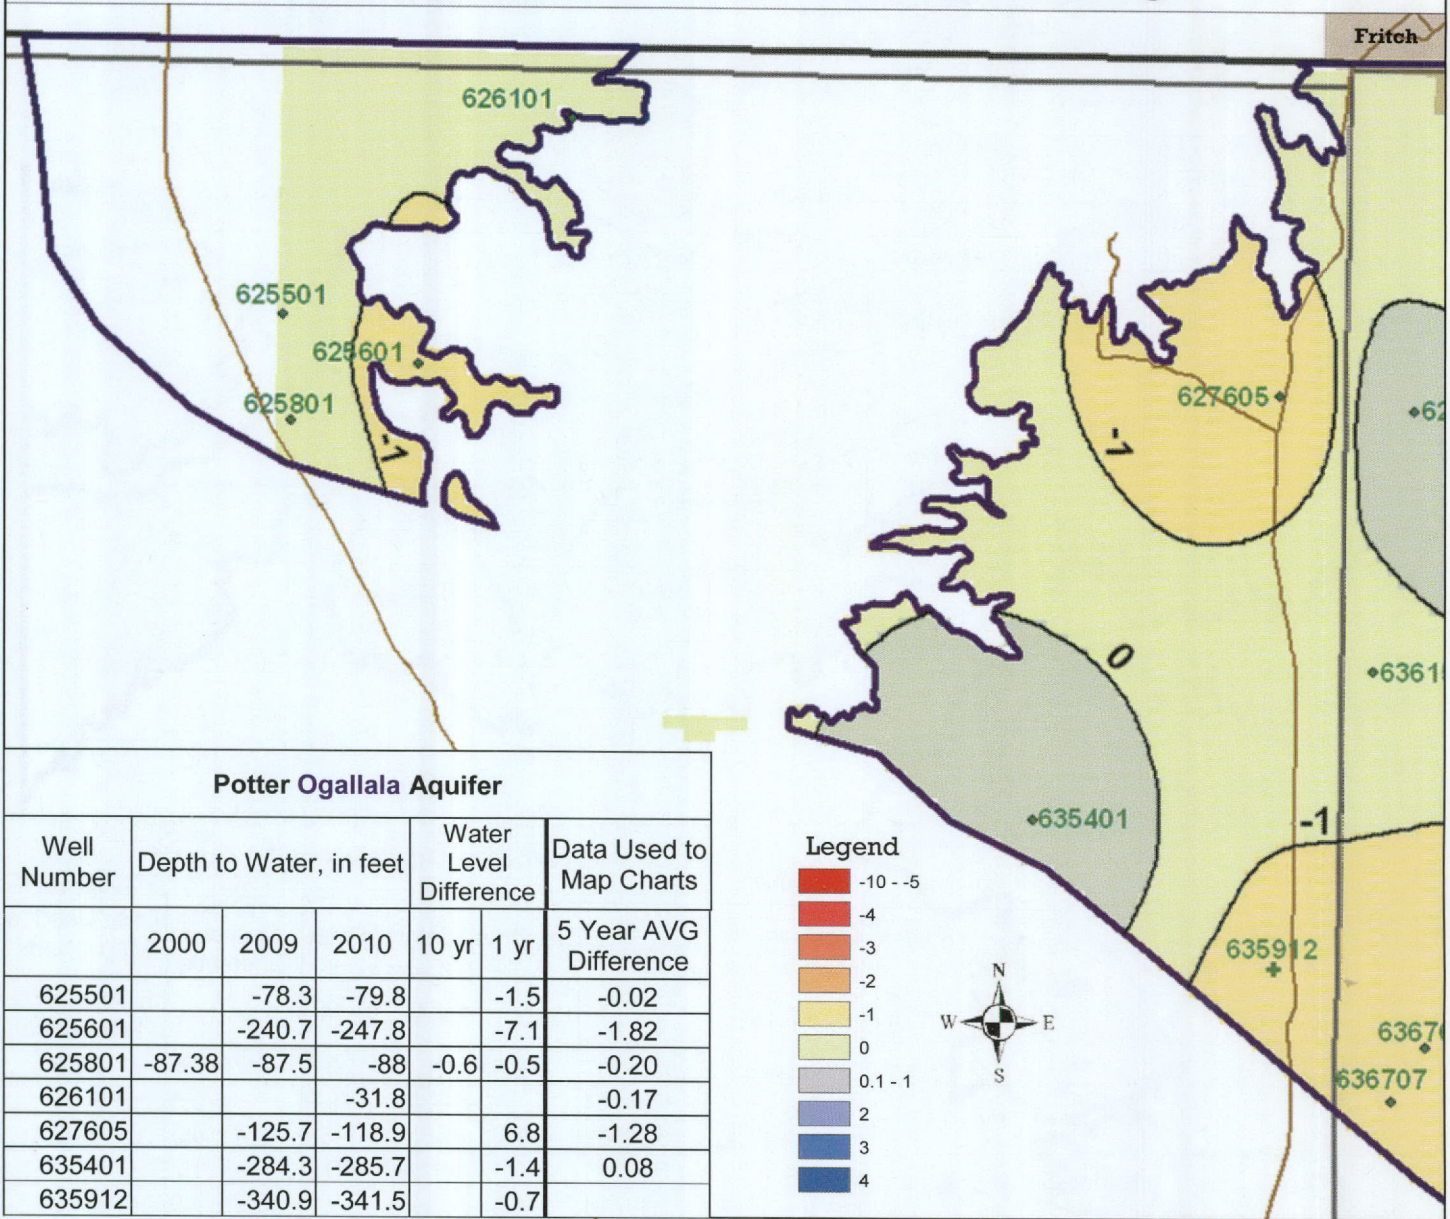 Fritch
626101
625501
625601
625801
-1
627605
-1
0
635401
-1
635912
636707
Potter Ogallala Aquifer
Well Number | Depth to Water, in feet | Water Level Difference | Data Used to Map Charts
2000 | 2009 | 2010 | 10 yr | 1 yr | 5 Year AVG Difference
625501 | | -78.3 | -79.8 | | -1.5 | -0.02
625601 | | -240.7 | -247.8 | | -7.1 | -1.82
625801 | -87.38 | -87.5 | -88 | -0.6 | -0.5 | -0.20
626101 | | | -31.8 | | | -0.17
627605 | | -125.7 | -118.9 | | 6.8 | -1.28
635401 | | -284.3 | -285.7 | | -1.4 | 0.08
635912 | | -340.9 | -341.5 | | -0.7 |
Legend
-10 - -5
-4
-3
-2
-1
0
0.1 - 1
2
3
4
N
W E
S